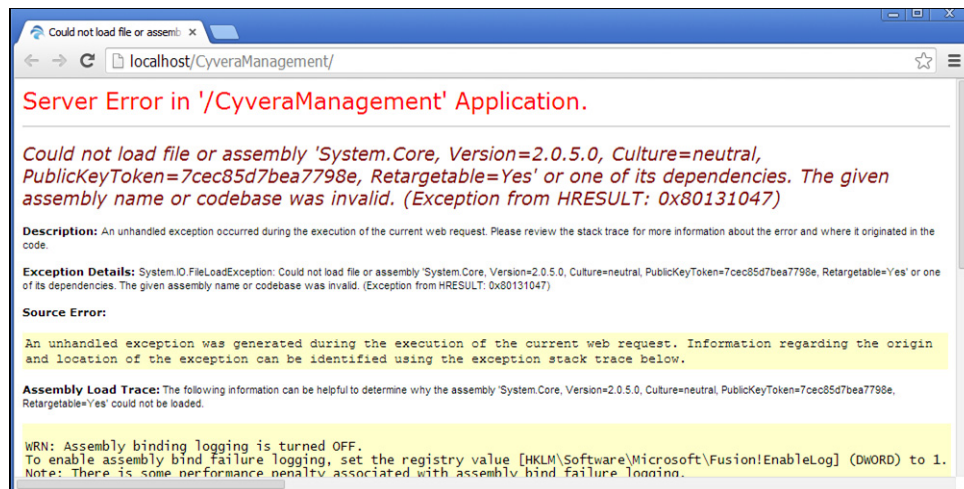 Could not load file or assemb
localhost/CyveraManagement/
Server Error in '/CyveraManagement' Application.
Could not load file or assembly 'System.Core, Version=2.0.5.0, Culture=neutral,
PublicKeyToken=7cec85d7bea7798e, Retargetable=Yes' or one of its dependencies. The given
assembly name or codebase was invalid. (Exception from HRESULT: 0x80131047)
Description: An unhandled exception occurred during the execution of the current web request. Please review the stack trace for more information about the error and where it originated in the
code.
Exception Details: System.IO.FileLoadException: Could not load file or assembly 'System.Core, Version=2.0.5.0, Culture=neutral, PublicKeyToken=7cec85d7bea7798e, Retargetable=Yes' or one
of its dependencies. The given assembly name or codebase was invalid. (Exception from HRESULT: 0x80131047)
Source Error:
An unhandled exception was generated during the execution of the current web request. Information regarding the origin
and location of the exception can be identified using the exception stack trace below.
Assembly Load Trace: The following information can be helpful to determine why the assembly 'System.Core, Version=2.0.5.0, Culture=neutral, PublicKeyToken=7cec85d7bea7798e,
Retargetable=Yes' could not be loaded.
WRN: Assembly binding logging is turned OFF.
To enable assembly bind failure logging, set the registry value [HKLM\Software\Microsoft\Fusion!EnableLog] (DWORD) to 1.
Note: There is some performance penalty associated with assembly bind failure logging.